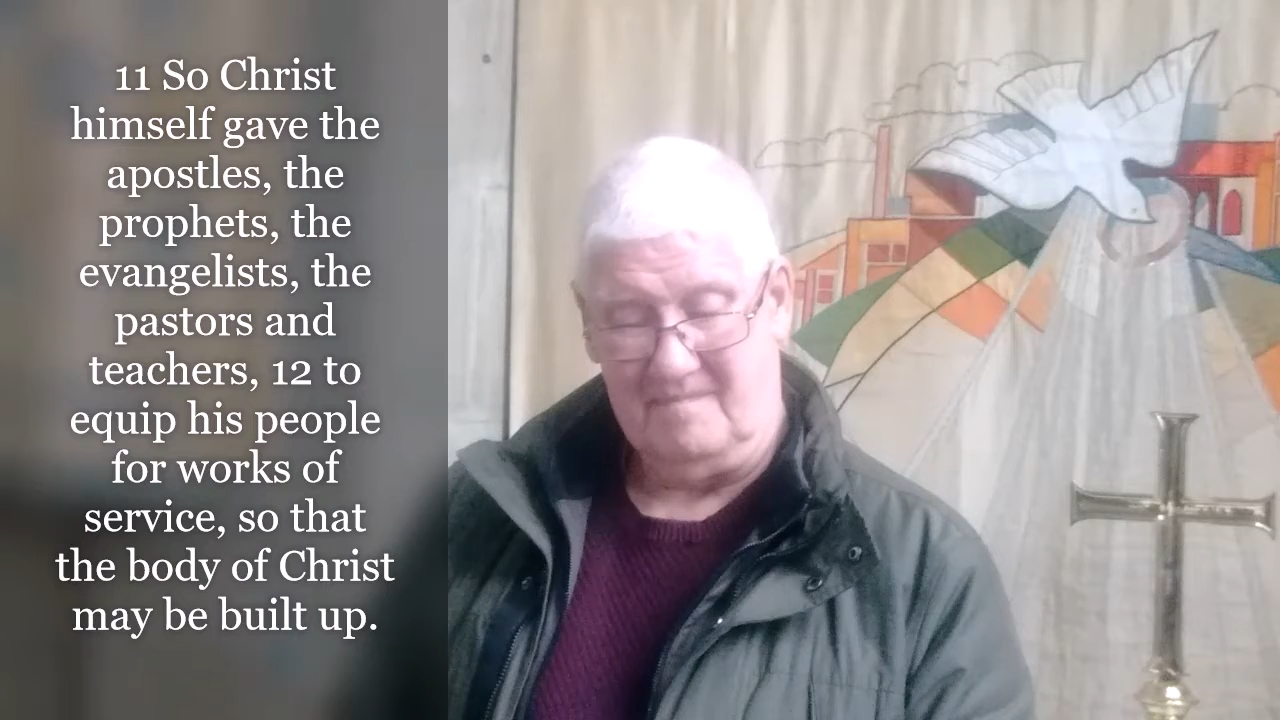 11 So Christ
himself gave the
apostles, the
prophets, the
evangelists, the
pastors and
teachers, 12 to
equip his people
for works of
service, so that
the body of Christ
may be built up.